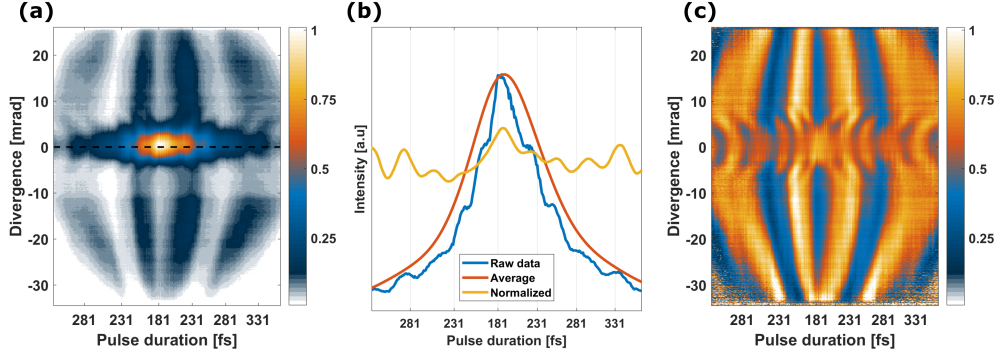 (a)
Divergence [mrad]
20
10
0
-10
-20
-30
281 231 181 231 281 331
Pulse duration [fs]
1
0.75
0.5
0.25
(b)
Intensity [a.u]
Raw data
Average
Normalized
281 231 181 231 281 331
Pulse duration [fs]
(c)
Divergence [mrad]
20
10
0
-10
-20
-30
281 231 181 231 281 331
Pulse duration [fs]
1
0.75
0.5
0.25